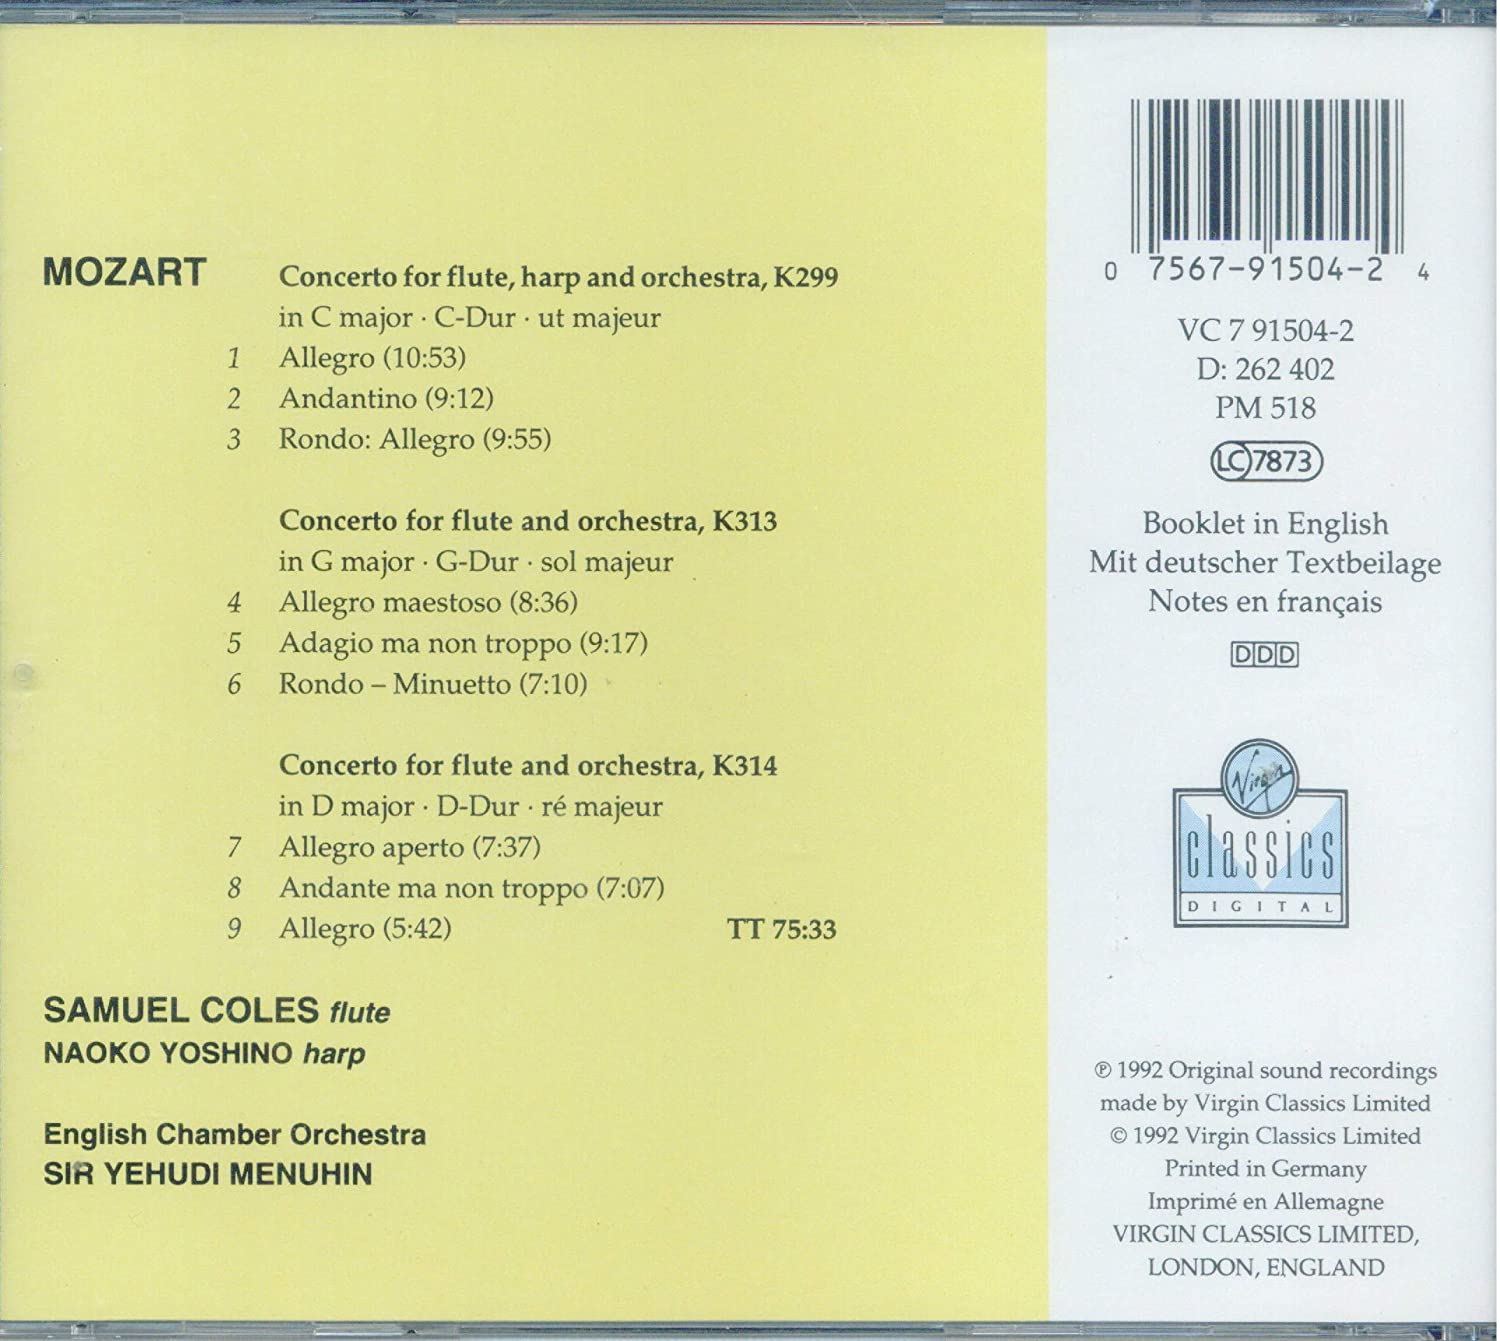 MOZART
Concerto for flute, harp and orchestra, K299
in C major · C-Dur · ut majeur
1 Allegro (10:53)
2 Andantino (9:12)
3 Rondo: Allegro (9:55)
Concerto for flute and orchestra, K313
in G major · G-Dur · sol majeur
4 Allegro maestoso (8:36)
5 Adagio ma non troppo (9:17)
6 Rondo – Minuetto (7:10)
Concerto for flute and orchestra, K314
in D major · D-Dur · ré majeur
7 Allegro aperto (7:37)
8 Andante ma non troppo (7:07)
9 Allegro (5:42) TT 75:33
SAMUEL COLES flute
NAOKO YOSHINO harp
English Chamber Orchestra
SIR YEHUDI MENUHIN
0 7567-91504-2 4
VC 7 91504-2
D: 262 402
PM 518
LC 7873
Booklet in English
Mit deutscher Textbeilage
Notes en français
DDD
Virgin
classics
DIGITAL
℗ 1992 Original sound recordings
made by Virgin Classics Limited
© 1992 Virgin Classics Limited
Printed in Germany
Imprimé en Allemagne
VIRGIN CLASSICS LIMITED,
LONDON, ENGLAND